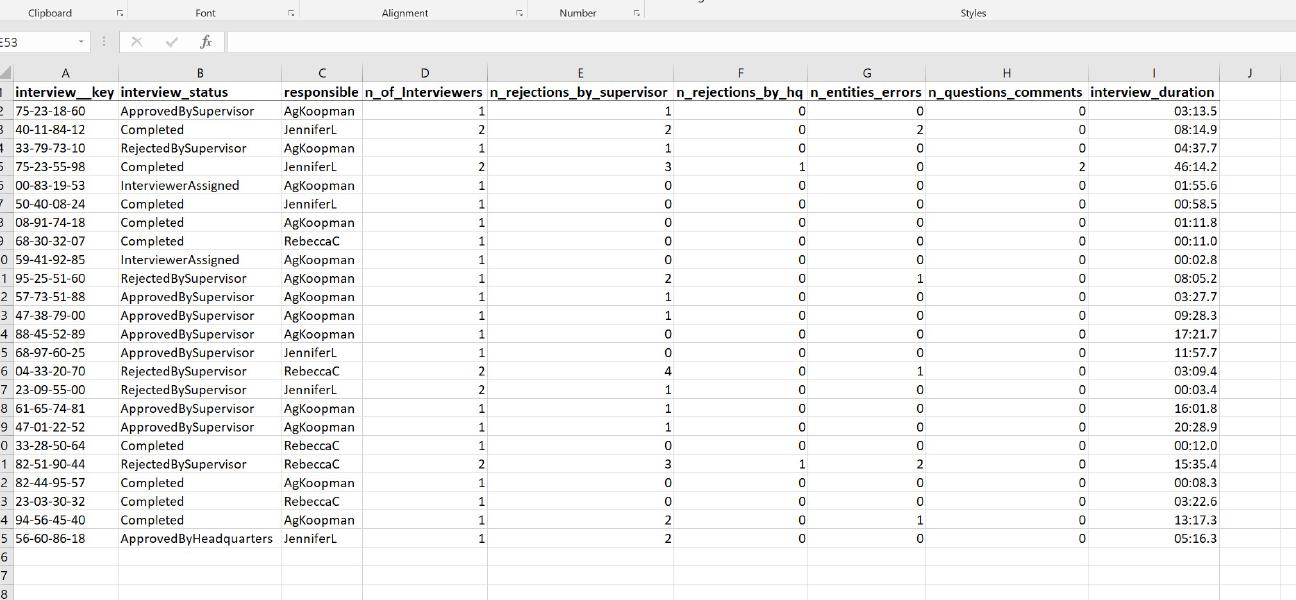 Clipboard Font Alignment Number Styles
E53 fx
A B C D E F G H I J
1 interview__key interview_status responsible n_of_Interviewers n_rejections_by_supervisor n_rejections_by_hq n_entities_errors n_questions_comments interview_duration
2 75-23-18-60 ApprovedBySupervisor AgKoopman 1 1 0 0 0 03:13.5
3 40-11-84-12 Completed JenniferL 2 2 0 2 0 08:14.9
4 33-79-73-10 RejectedBySupervisor AgKoopman 1 1 0 0 0 04:37.7
5 75-23-55-98 Completed JenniferL 2 3 1 0 2 46:14.2
6 00-83-19-53 InterviewerAssigned AgKoopman 1 0 0 0 0 01:55.6
7 50-40-08-24 Completed JenniferL 1 0 0 0 0 00:58.5
8 08-91-74-18 Completed AgKoopman 1 0 0 0 0 01:11.8
9 68-30-32-07 Completed RebeccaC 1 0 0 0 0 00:11.0
0 59-41-92-85 InterviewerAssigned AgKoopman 1 0 0 0 0 00:02.8
1 95-25-51-60 RejectedBySupervisor AgKoopman 1 2 0 1 0 08:05.2
2 57-73-51-88 ApprovedBySupervisor AgKoopman 1 1 0 0 0 03:27.7
3 47-38-79-00 ApprovedBySupervisor AgKoopman 1 1 0 0 0 09:28.3
4 88-45-52-89 ApprovedBySupervisor AgKoopman 1 0 0 0 0 17:21.7
5 68-97-60-25 ApprovedBySupervisor JenniferL 1 0 0 0 0 11:57.7
6 04-33-20-70 RejectedBySupervisor RebeccaC 2 4 0 1 0 03:09.4
7 23-09-55-00 RejectedBySupervisor JenniferL 2 1 0 0 0 00:03.4
8 61-65-74-81 ApprovedBySupervisor AgKoopman 1 1 0 0 0 16:01.8
9 47-01-22-52 ApprovedBySupervisor AgKoopman 1 1 0 0 0 20:28.9
0 33-28-50-64 Completed RebeccaC 1 0 0 0 0 00:12.0
1 82-51-90-44 RejectedBySupervisor RebeccaC 2 3 1 2 0 15:35.4
2 82-44-95-57 Completed AgKoopman 1 0 0 0 0 00:08.3
3 23-03-30-32 Completed RebeccaC 1 0 0 0 0 03:22.6
4 94-56-45-40 Completed AgKoopman 1 2 0 1 0 13:17.3
5 56-60-86-18 ApprovedByHeadquarters JenniferL 1 2 0 0 0 05:16.3
6
7
8